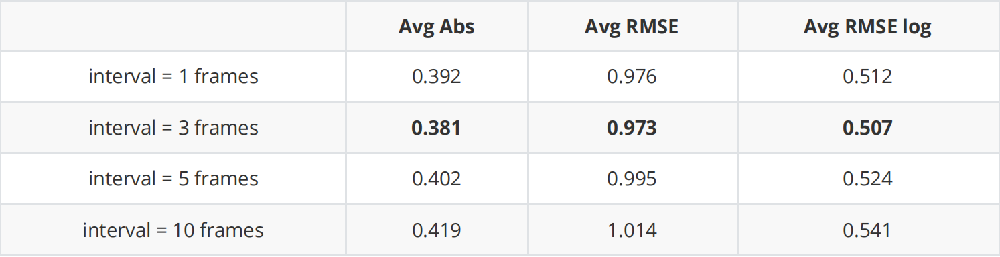 Avg Abs Avg RMSE Avg RMSE log
interval = 1 frames 0.392 0.976 0.512
interval = 3 frames 0.381 0.973 0.507
interval = 5 frames 0.402 0.995 0.524
interval = 10 frames 0.419 1.014 0.541